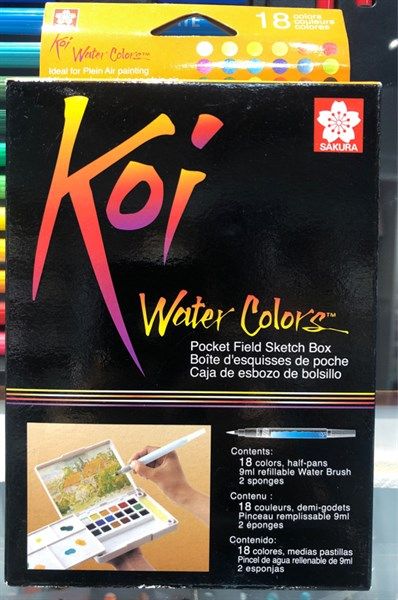 18 colors
couleurs
colores
Koi
Water Colors™
Ideal for Plein Air painting
Koi
SAKURA
Water Colors™
Pocket Field Sketch Box
Boîte d'esquisses de poche
Caja de esbozo de bolsillo
Contents:
18 colors, half-pans
9ml refillable Water Brush
2 sponges
Contenu :
18 couleurs, demi-godets
Pinceau remplissable 9ml
2 éponges
Contenido:
18 colores, medias pastillas
Pincel de agua rellenable de 9ml
2 esponjas